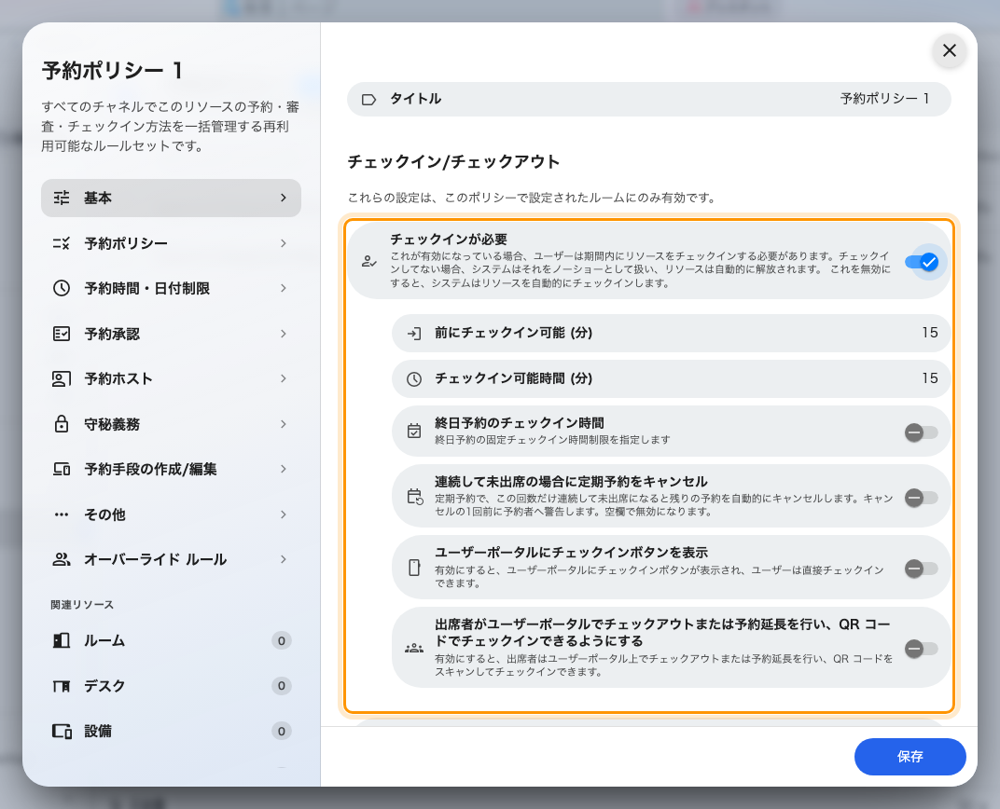 予約ポリシー 1
すべてのチャネルでこのリソースの予約・審
査・チェックイン方法を一括管理する再利
用可能なルールセットです。
基本
予約ポリシー
予約時間・日付制限
予約承認
予約ホスト
守秘義務
予約手段の作成/編集
その他
オーバーライド ルール
関連リソース
ルーム 0
デスク 0
設備 0
タイトル 予約ポリシー 1
チェックイン/チェックアウト
これらの設定は、このポリシーで設定されたルームにのみ有効です。
チェックインが必要
これが有効になっている場合、ユーザーは期間内にリソースをチェックインする必要があります。チェックイ
ンしてない場合、システムはそれをノーショーとして扱い、リソースは自動的に解放されます。 これを無効に
すると、システムはリソースを自動的にチェックインします。
前にチェックイン可能 (分) 15
チェックイン可能時間 (分) 15
終日予約のチェックイン時間
終日予約の固定チェックイン時間制限を指定します
連続して未出席の場合に定期予約をキャンセル
定期予約で、この回数だけ連続して未出席になると残りの予約を自動的にキャンセルします。キャン
セルの1回前に予約者へ警告します。空欄で無効になります。
ユーザーポータルにチェックインボタンを表示
有効にすると、ユーザーポータルにチェックインボタンが表示され、ユーザーは直接チェックイン
できます。
出席者がユーザーポータルでチェックアウトまたは予約延長を行い、QR コー
ドでチェックインできるようにする
有効にすると、出席者はユーザーポータル上でチェックアウトまたは予約延長を行い、QR コードを
スキャンしてチェックインできます。
保存